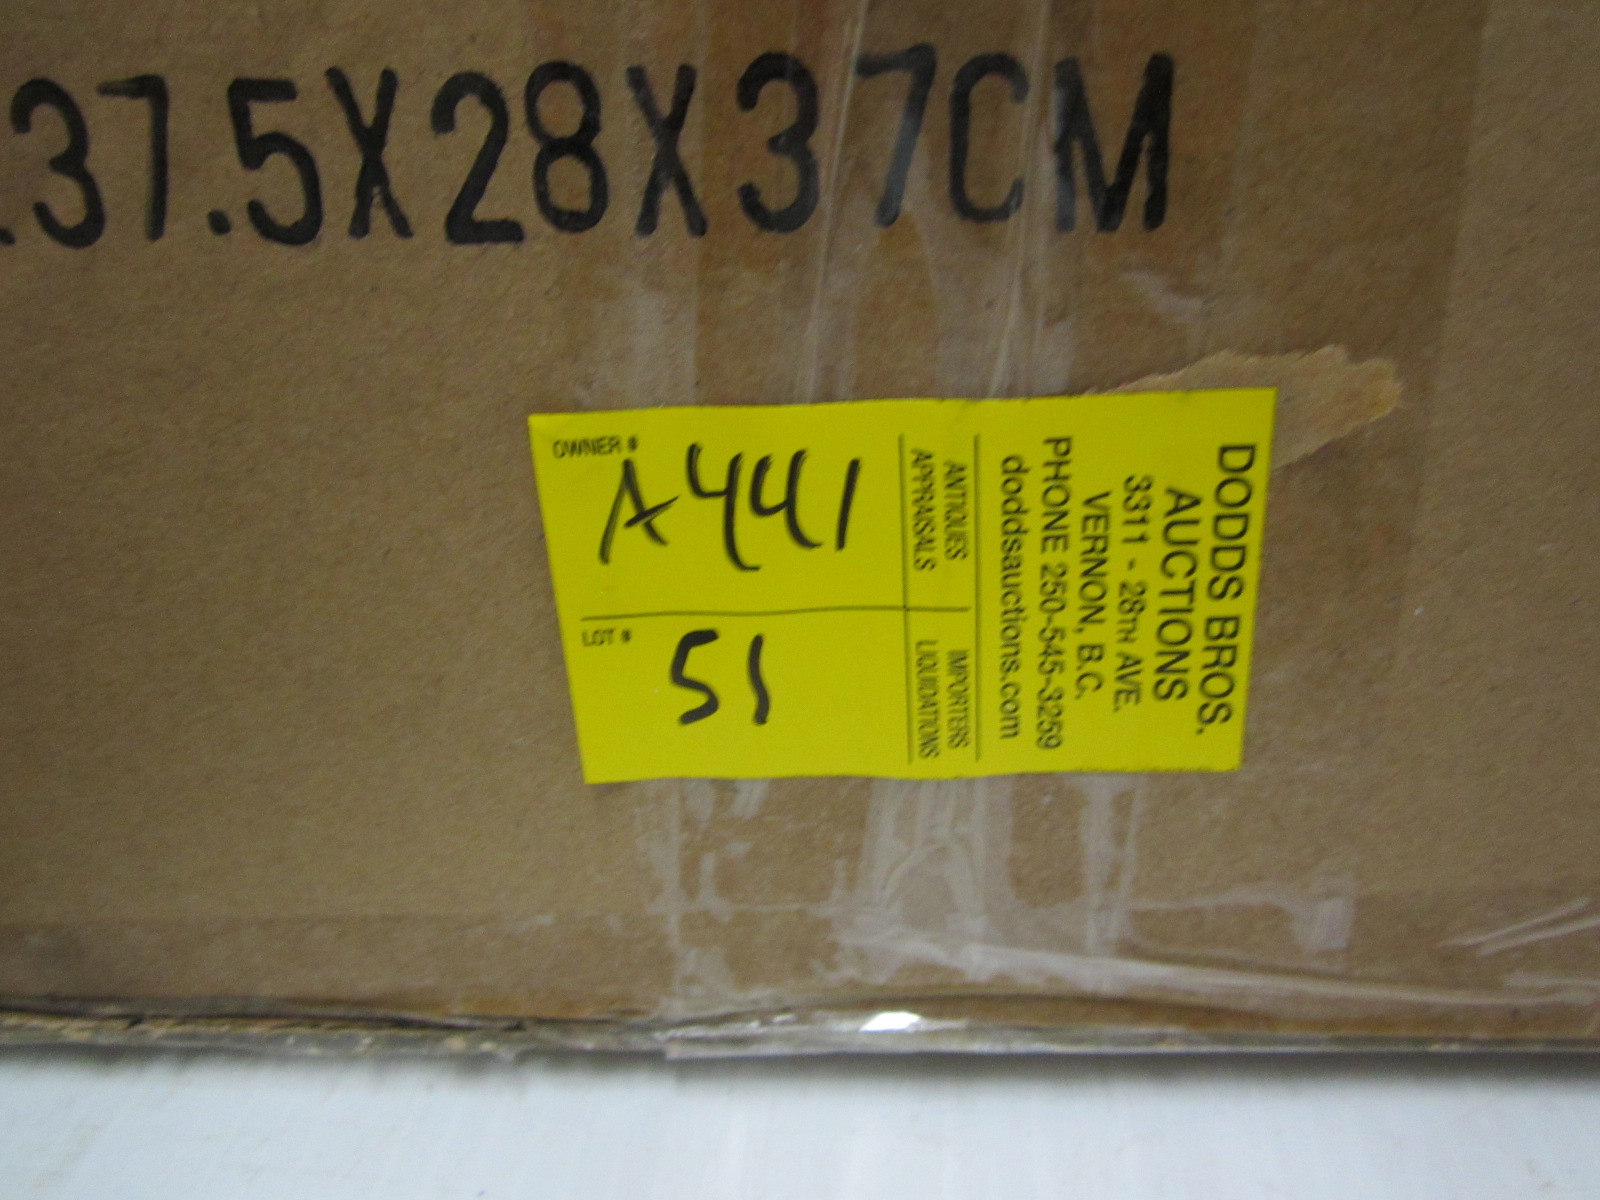 .37.5X28X37CM
OWNER #
A441
LOT #
51
ANTIQUES IMPORTERS
APPRAISALS LIQUIDATIONS
DODDS BROS.
AUCTIONS
3311 - 28TH AVE.
VERNON, B.C.
PHONE 250-545-3259
doddsauctions.com